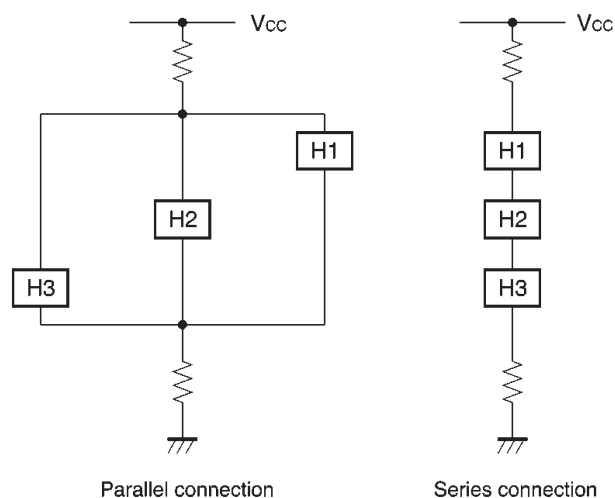 Vcc
Vcc
H1
H1
H2
H2
H3
H3
Parallel connection
Series connection